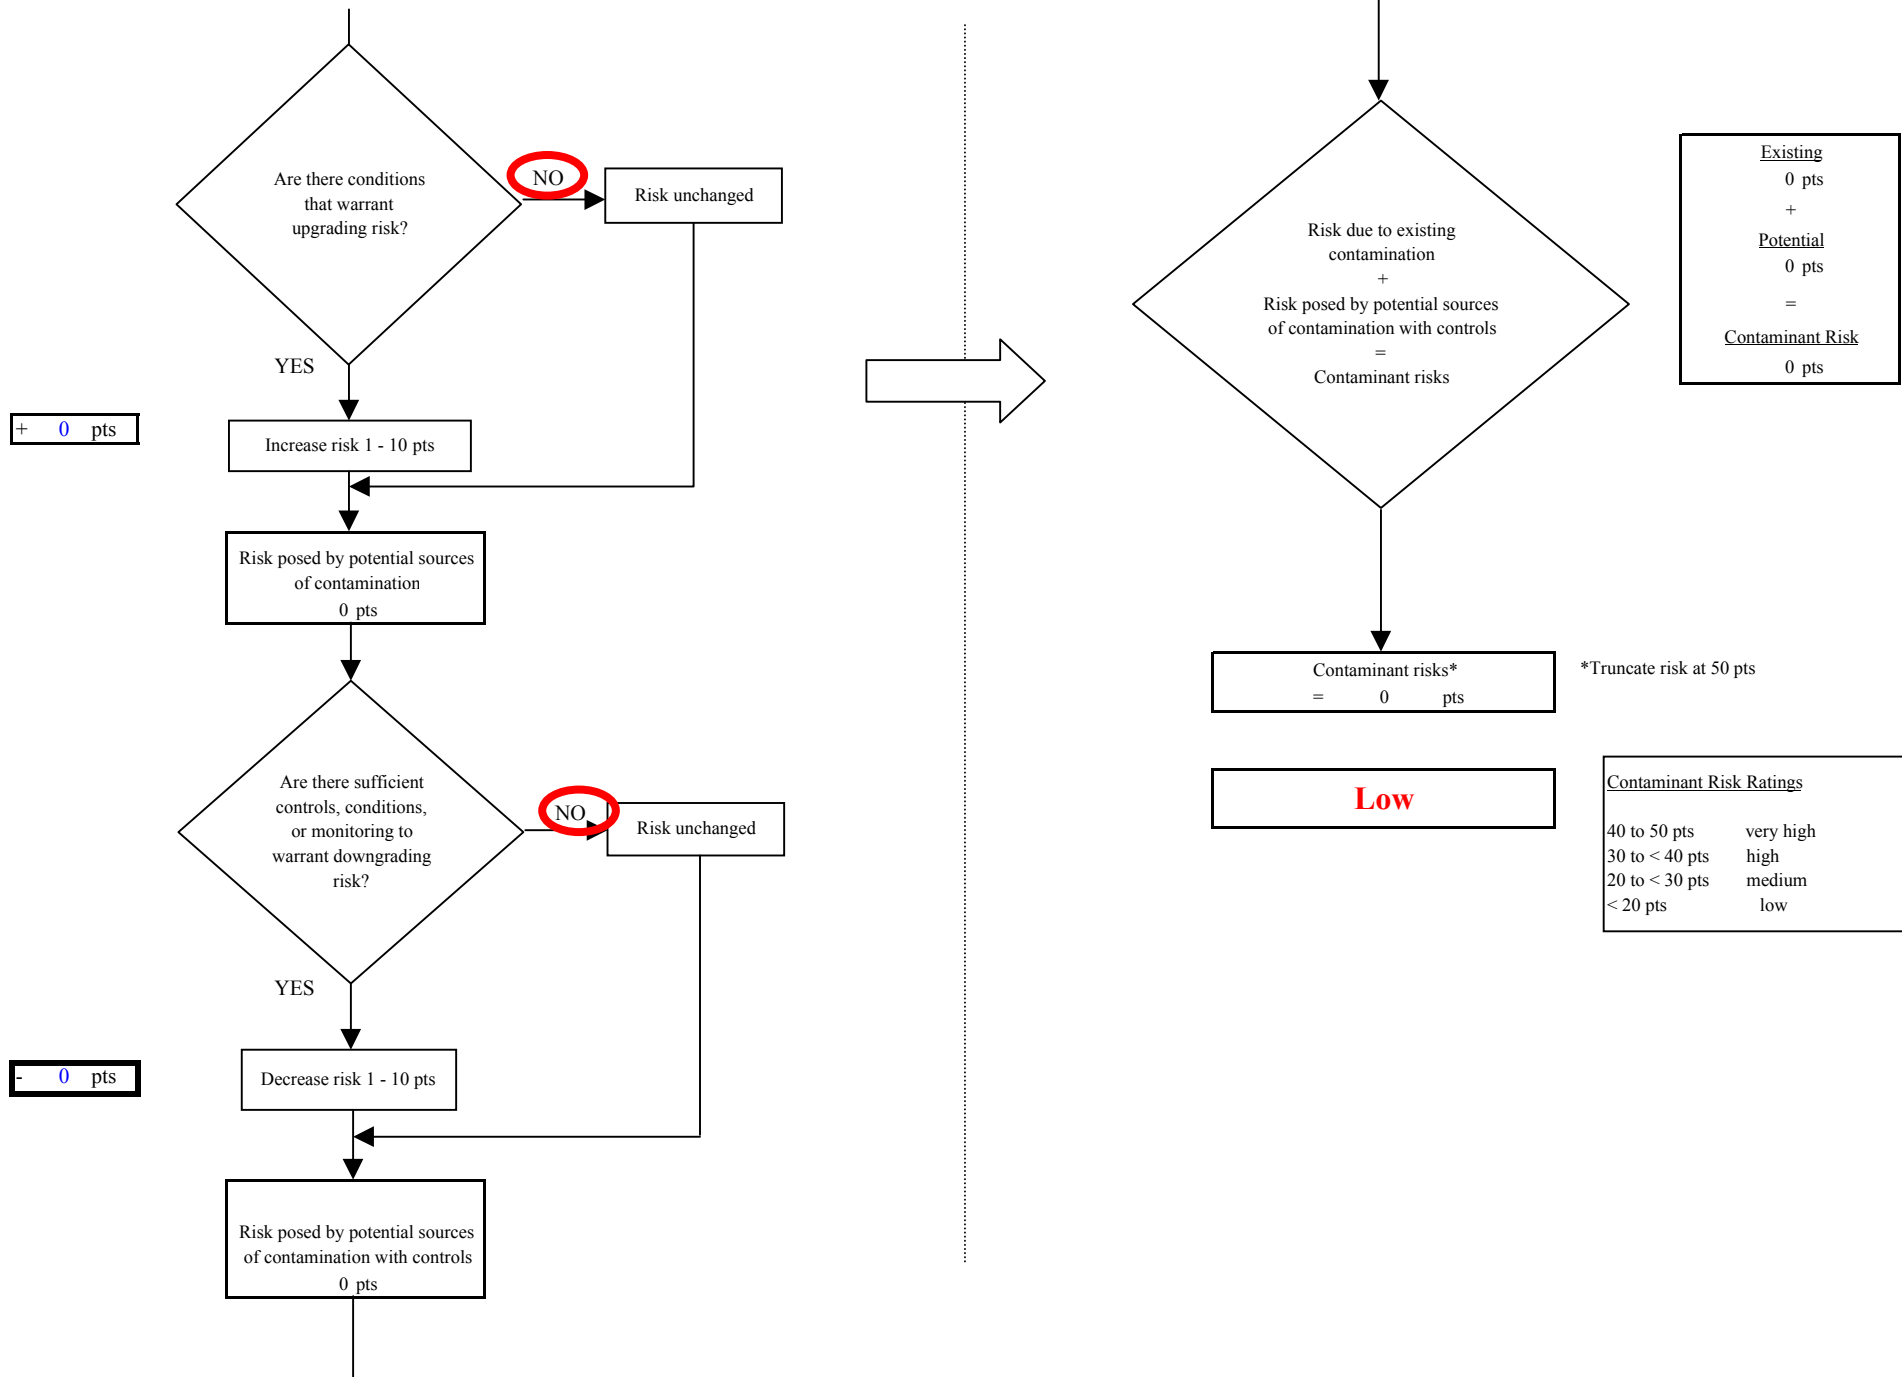 Are there conditions
that warrant
upgrading risk?
NO
Risk unchanged
YES
+ 0 pts
Increase risk 1 - 10 pts
Risk posed by potential sources
of contamination
0 pts
Are there sufficient
controls, conditions,
or monitoring to
warrant downgrading
risk?
NO
Risk unchanged
YES
- 0 pts
Decrease risk 1 - 10 pts
Risk posed by potential sources
of contamination with controls
0 pts
Risk due to existing
contamination
+
Risk posed by potential sources
of contamination with controls
=
Contaminant risks
Existing
0 pts
+
Potential
0 pts
=
Contaminant Risk
0 pts
Contaminant risks*
= 0 pts
*Truncate risk at 50 pts
Low
Contaminant Risk Ratings
40 to 50 pts very high
30 to < 40 pts high
20 to < 30 pts medium
< 20 pts low